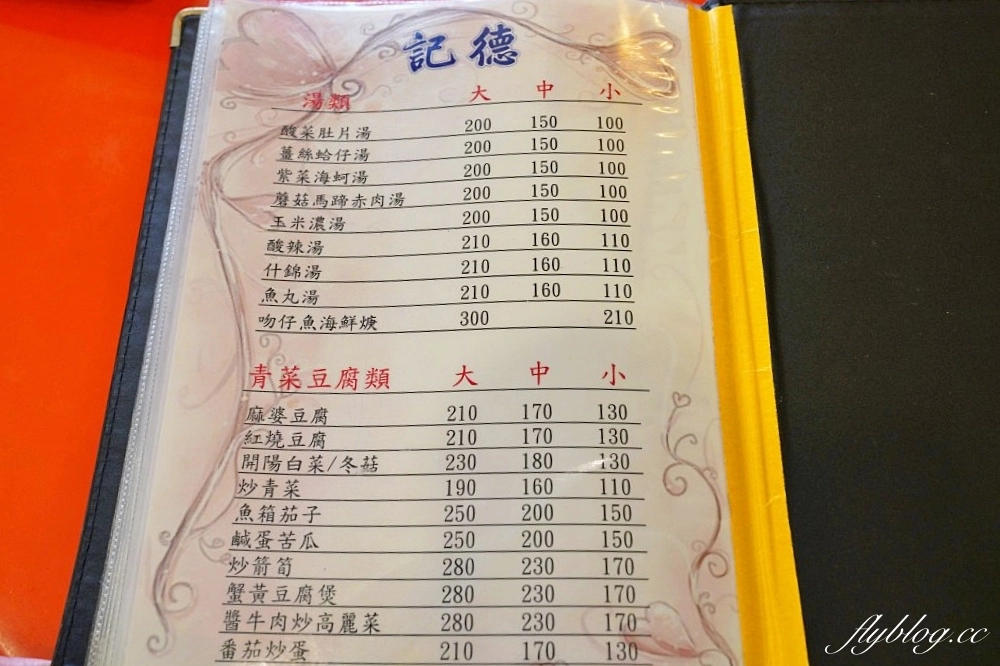 記德
湯類 大 中 小
酸菜肚片湯 200 150 100
薑絲蛤仔湯 200 150 100
紫菜海蚵湯 200 150 100
蘑菇馬蹄赤肉湯 200 150 100
玉米濃湯 200 150 100
酸辣湯 210 160 110
什錦湯 210 160 110
魚丸湯 210 160 110
吻仔魚海鮮焿 300 210
青菜豆腐類 大 中 小
麻婆豆腐 210 170 130
紅燒豆腐 210 170 130
開陽白菜/冬菇 230 180 130
炒青菜 190 160 110
魚箱茄子 250 200 150
鹹蛋苦瓜 250 200 150
炒箭筍 280 230 170
蟹黃豆腐煲 280 230 170
醬牛肉炒高麗菜 280 230 170
番茄炒蛋 210 170 130
flyblog.cc